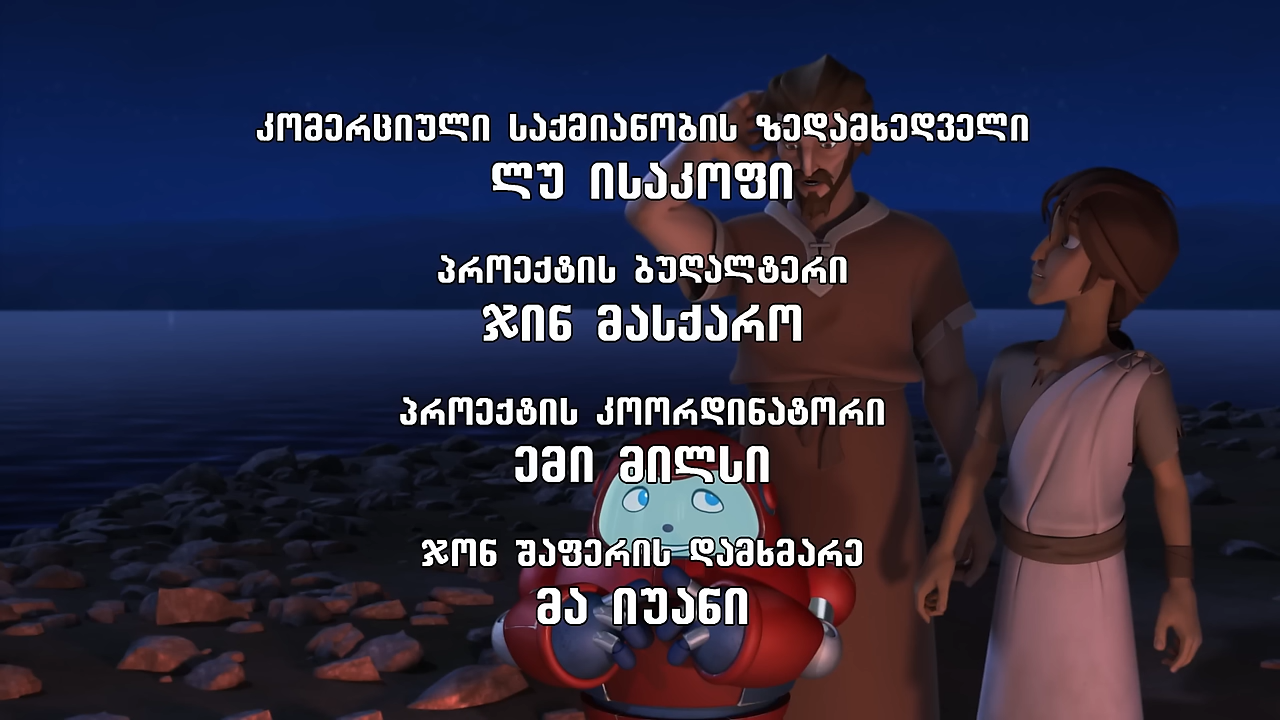 კომერციული საქმიანობის ზედამხედველი
ლუ ისაკოფი
პროექტის ბუღალტერი
ჯინ მასქარო
პროექტის კოორდინატორი
ემი მილსი
ჯონ შაფერის დამხმარე
მა იუანი